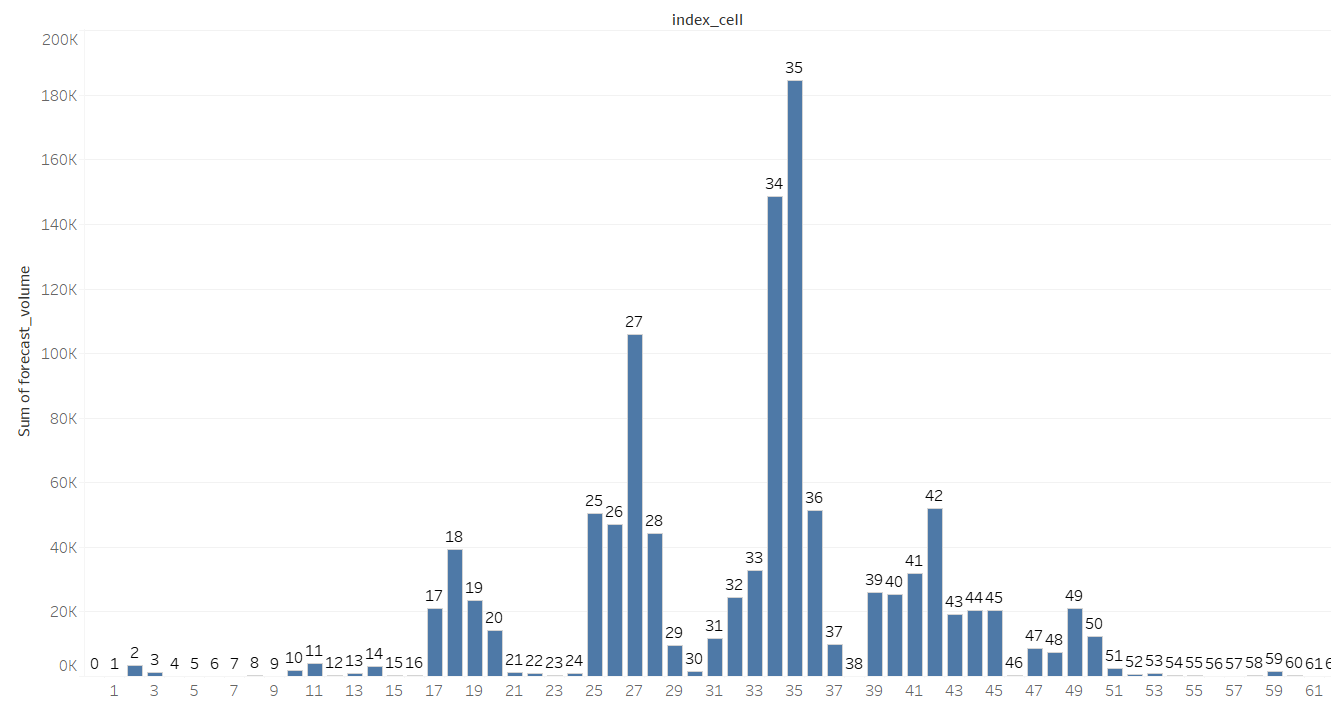 index_cell
Sum of forecast_volume
200K
180K
160K
140K
120K
100K
80K
60K
40K
20K
0K
0 1 2 3 4 5 6 7 8 9 10 11 12 13 14 15 16 17 18 19 20 21 22 23 24 25 26 27 28 29 30 31 32 33 34 35 36 37 38 39 40 41 42 43 44 45 46 47 48 49 50 51 52 53 54 55 56 57 58 59 60 61
1 3 5 7 9 11 13 15 17 19 21 23 25 27 29 31 33 35 37 39 41 43 45 47 49 51 53 55 57 59 61